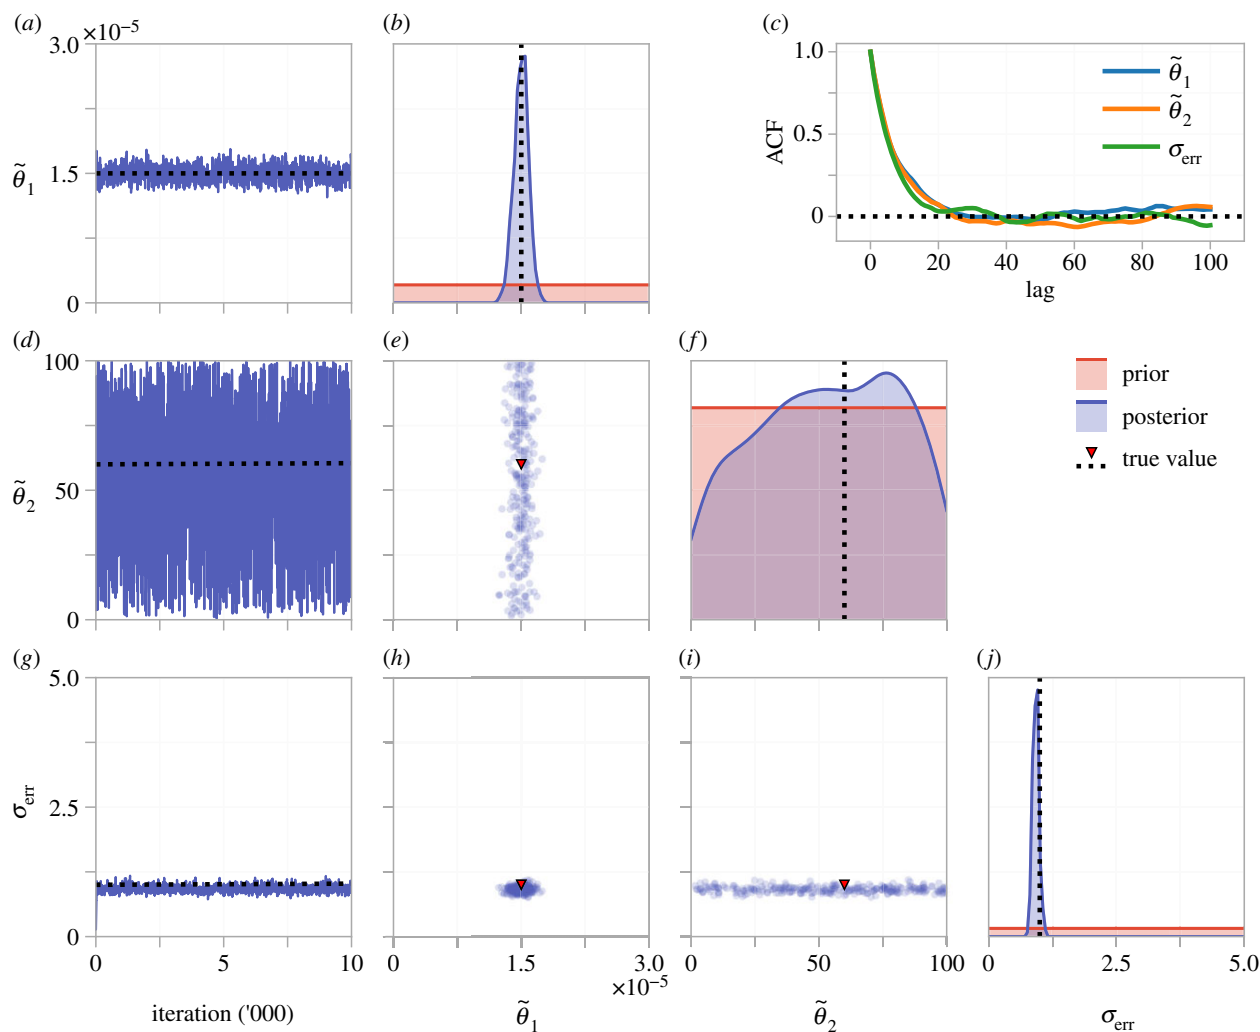 (a) (b) (c)
×10⁻⁵
3.0
1.5
0
θ̃₁
1.0
0.5
0
ACF
θ̃₁
θ̃₂
σerr
0 20 40 60 80 100
lag
(d) (e) (f)
100
50
0
θ̃₂
prior
posterior
true value
(g) (h) (i) (j)
5.0
2.5
0
σerr
0 5 10
0 1.5 3.0
×10⁻⁵
0 50 100
0 2.5 5.0
iteration ('000) θ̃₁ θ̃₂ σerr